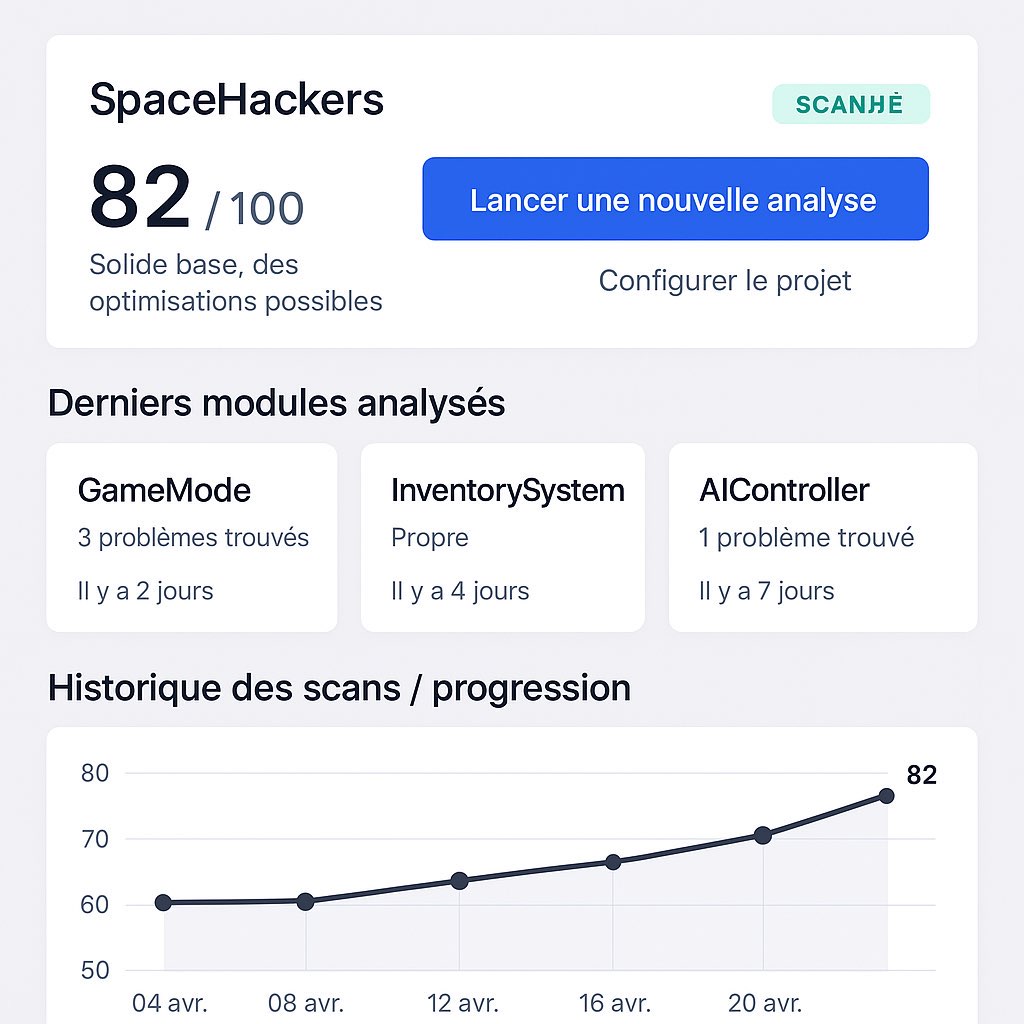 SpaceHackers
82 / 100
Solide base, des
optimisations possibles
Lancer une nouvelle analyse
Configurer le projet
Derniers modules analysés
GameMode
3 problèmes trouvés
Il y a 2 jours
InventorySystem
Propre
Il y a 4 jours
AIController
1 problème trouvé
Il y a 7 jours
Historique des scans / progression
80
70
60
50
82
04 avr.
08 avr.
12 avr.
16 avr.
20 avr.